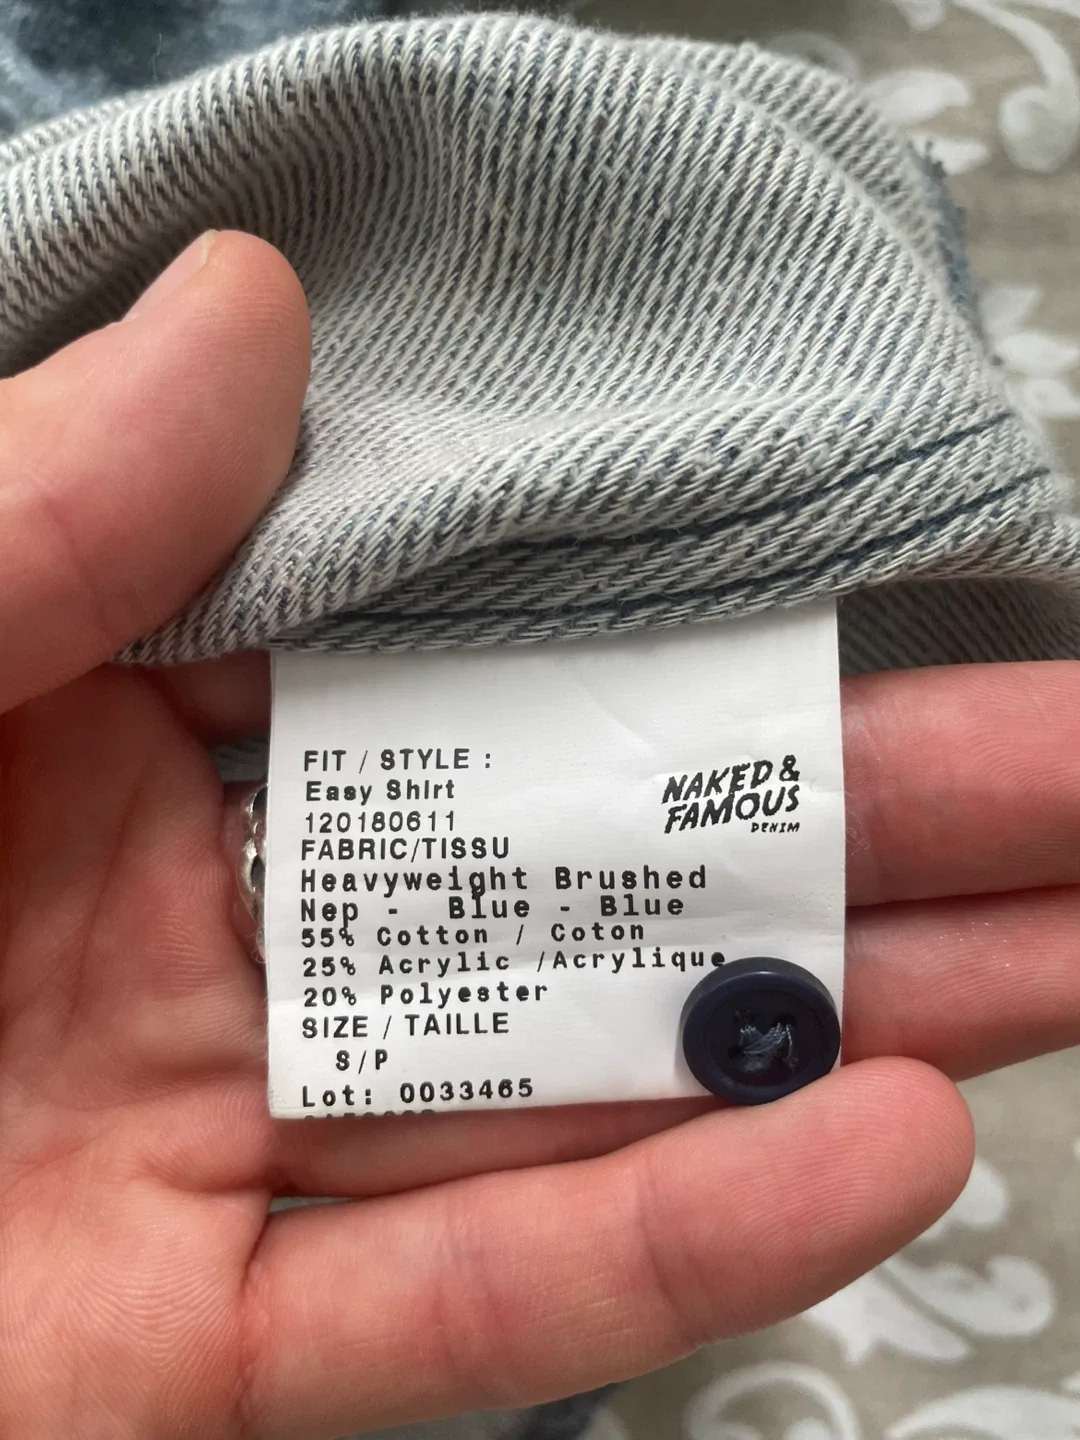 FIT / STYLE :
Easy Shirt
120180611
FABRIC/TISSU
Heavyweight Brushed
Nep - Blue - Blue
55% Cotton / Coton
25% Acrylic /Acrylique
20% Polyester
SIZE / TAILLE
S/P
Lot: 0033465
NAKED &
FAMOUS
DENIM